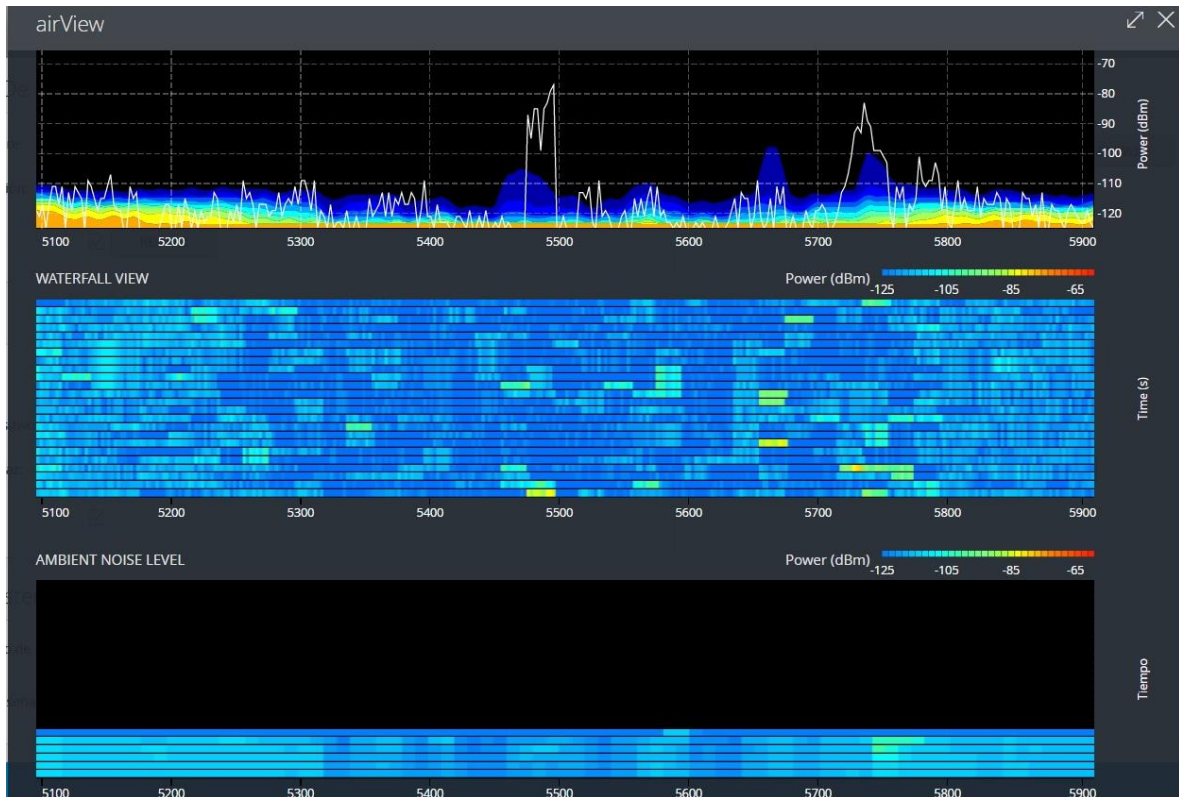 airView
-70
-80
-90
-100
-110
-120
Power (dBm)
5100 5200 5300 5400 5500 5600 5700 5800 5900
WATERFALL VIEW
Power (dBm)
-125 -105 -85 -65
Time (s)
5100 5200 5300 5400 5500 5600 5700 5800 5900
AMBIENT NOISE LEVEL
Power (dBm)
-125 -105 -85 -65
Tiempo
5100 5200 5300 5400 5500 5600 5700 5800 5900